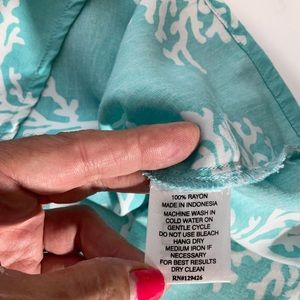 100% RAYON
MADE IN INDONESIA
MACHINE WASH IN
COLD WATER ON
GENTLE CYCLE
DO NOT USE BLEACH
HANG DRY
MEDIUM IRON IF
NECESSARY
FOR BEST RESULTS
DRY CLEAN
RN#129426